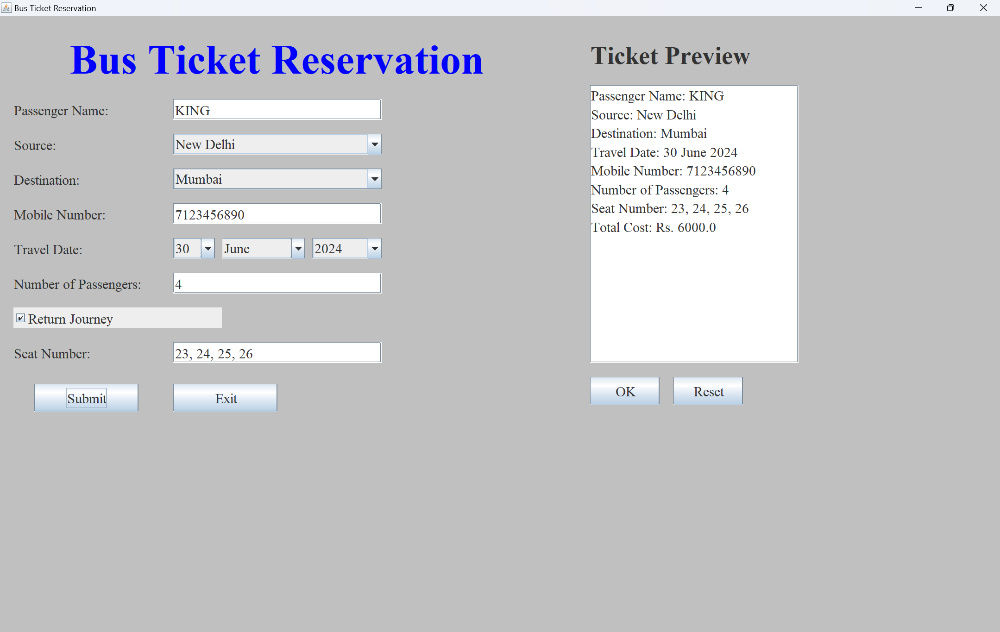 Bus Ticket Reservation
Bus Ticket Reservation
Passenger Name: KING
Source: New Delhi
Destination: Mumbai
Mobile Number: 7123456890
Travel Date: 30 June 2024
Number of Passengers: 4
Return Journey
Seat Number: 23, 24, 25, 26
Submit Exit
Ticket Preview
Passenger Name: KING
Source: New Delhi
Destination: Mumbai
Travel Date: 30 June 2024
Mobile Number: 7123456890
Number of Passengers: 4
Seat Number: 23, 24, 25, 26
Total Cost: Rs. 6000.0
OK Reset